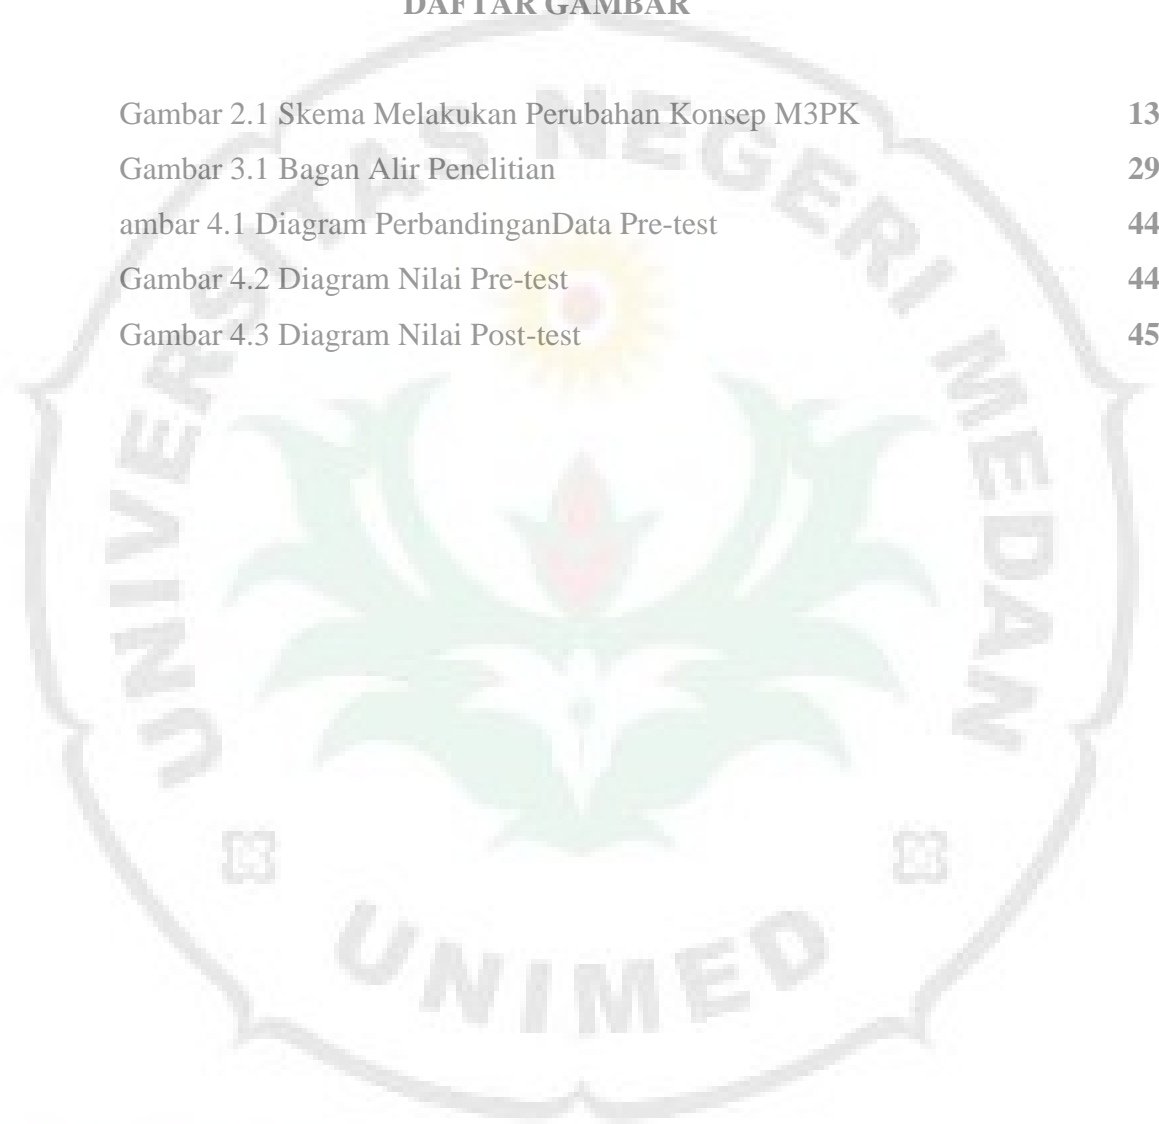 DAFTAR GAMBAR
Gambar 2.1 Skema Melakukan Perubahan Konsep M3PK 13
Gambar 3.1 Bagan Alir Penelitian 29
ambar 4.1 Diagram PerbandinganData Pre-test 44
Gambar 4.2 Diagram Nilai Pre-test 44
Gambar 4.3 Diagram Nilai Post-test 45
UNIVERSITAS NEGERI MEDAN
UNIMED